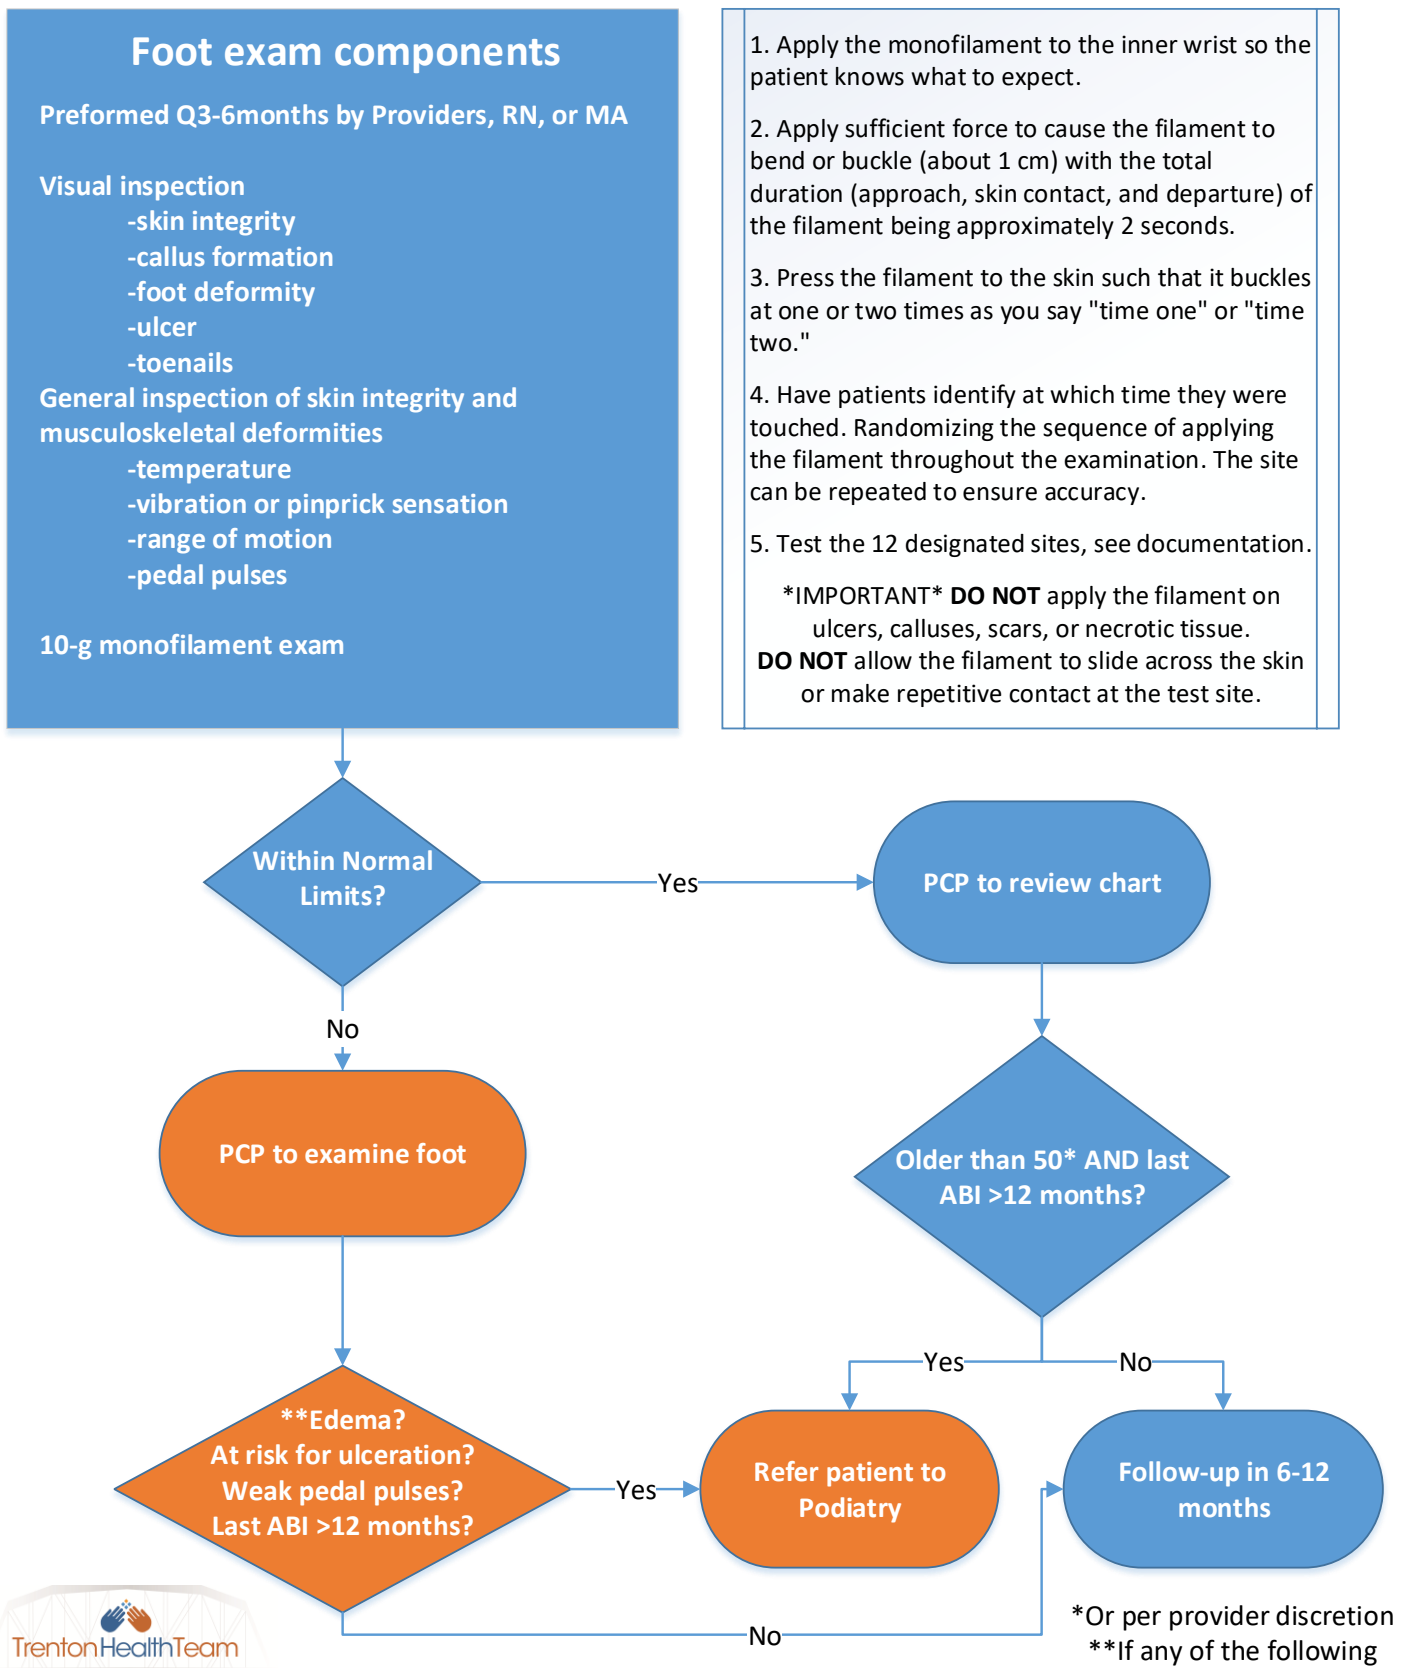 Foot exam components
Preformed Q3-6months by Providers, RN, or MA
Visual inspection
-skin integrity
-callus formation
-foot deformity
-ulcer
-toenails
General inspection of skin integrity and
musculoskeletal deformities
-temperature
-vibration or pinprick sensation
-range of motion
-pedal pulses
10-g monofilament exam
1. Apply the monofilament to the inner wrist so the
patient knows what to expect.
2. Apply sufficient force to cause the filament to
bend or buckle (about 1 cm) with the total
duration (approach, skin contact, and departure) of
the filament being approximately 2 seconds.
3. Press the filament to the skin such that it buckles
at one or two times as you say "time one" or "time
two."
4. Have patients identify at which time they were
touched. Randomizing the sequence of applying
the filament throughout the examination. The site
can be repeated to ensure accuracy.
5. Test the 12 designated sites, see documentation.
*IMPORTANT* DO NOT apply the filament on
ulcers, calluses, scars, or necrotic tissue.
DO NOT allow the filament to slide across the skin
or make repetitive contact at the test site.
Within Normal
Limits?
Yes
PCP to review chart
No
PCP to examine foot
Older than 50* AND last
ABI >12 months?
Yes
No
**Edema?
At risk for ulceration?
Weak pedal pulses?
Last ABI >12 months?
Yes
Refer patient to
Podiatry
Follow-up in 6-12
months
No
*Or per provider discretion
**If any of the following
TrentonHealthTeam